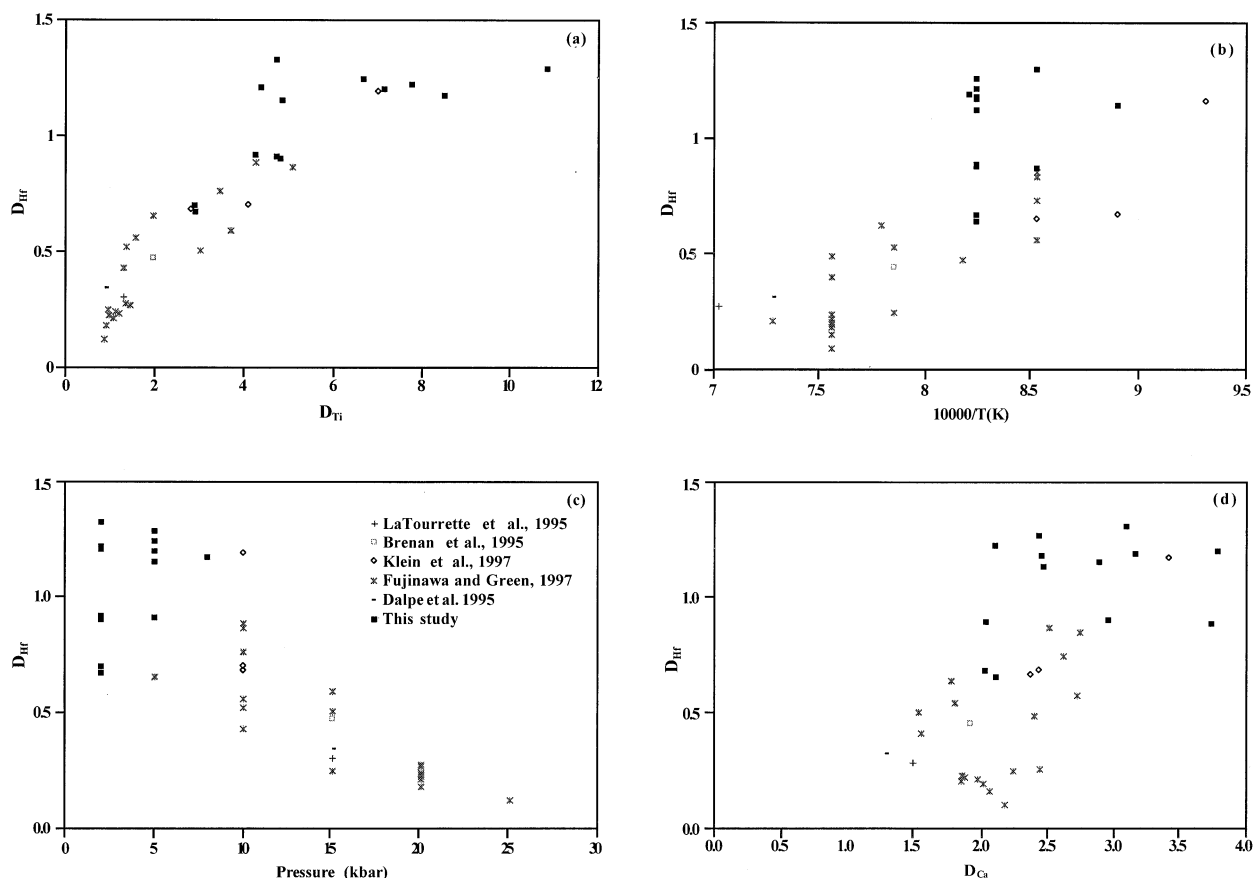 (a)
1.5
1
0.5
0
D_Hf
0 2 4 6 8 10 12
D_Ti
(b)
1.5
1
0.5
0
D_Hf
7 7.5 8 8.5 9 9.5
10000/T(K)
(c)
1.5
1.0
0.5
0.0
D_Hf
+ LaTourrette et al., 1995
Brenan et al., 1995
Klein et al., 1997
Fujinawa and Green, 1997
- Dalpe et al. 1995
This study
0 5 10 15 20 25 30
Pressure (kbar)
(d)
1.5
1.0
0.5
0.0
D_Hf
0.0 0.5 1.0 1.5 2.0 2.5 3.0 3.5 4.0
D_Ca